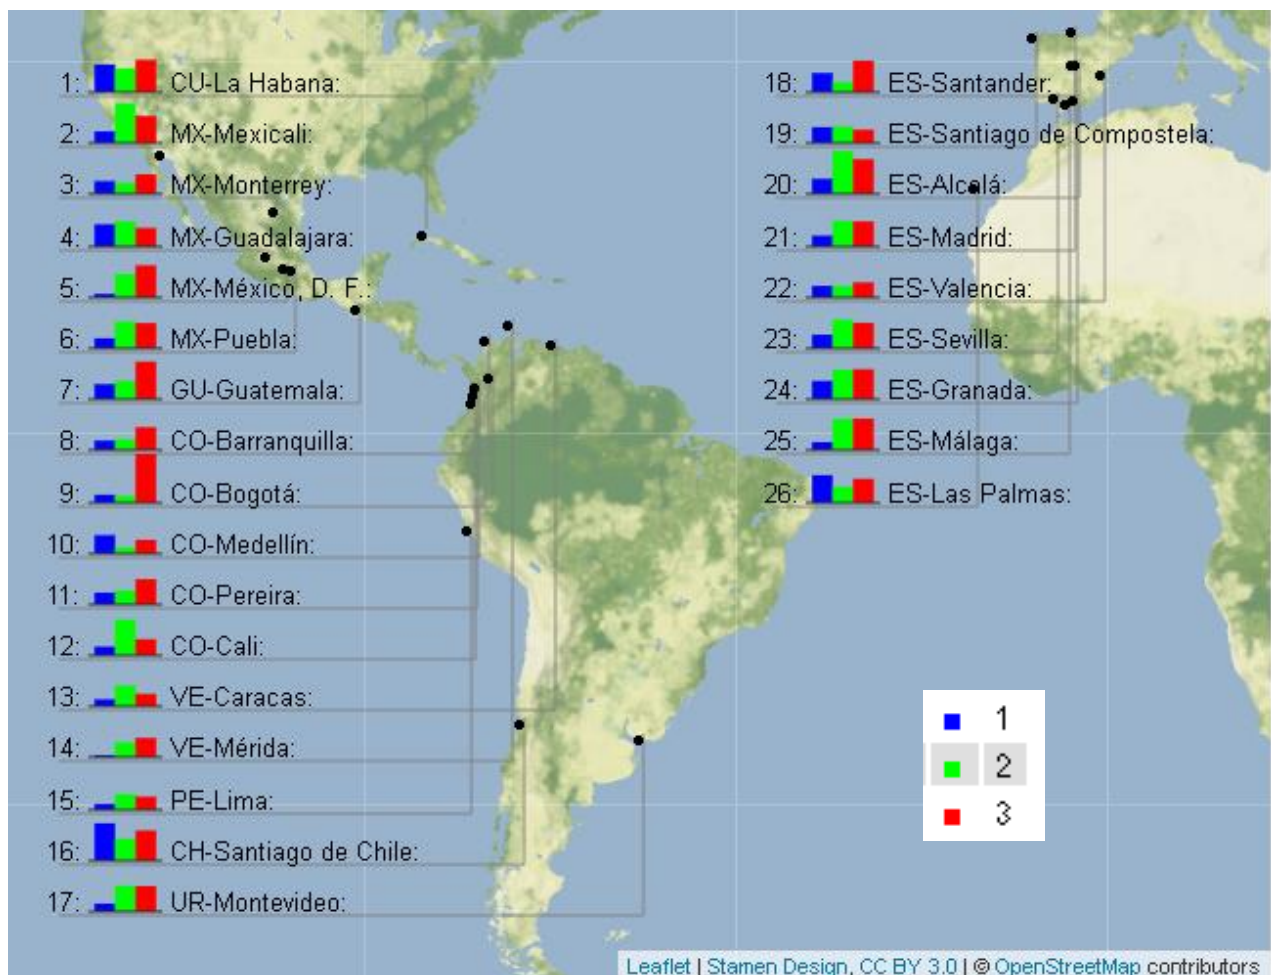 1: CU-La Habana:
2: MX-Mexicali:
3: MX-Monterrey:
4: MX-Guadalajara:
5: MX-México, D. F.:
6: MX-Puebla:
7: GU-Guatemala:
8: CO-Barranquilla:
9: CO-Bogotá:
10: CO-Medellín:
11: CO-Pereira:
12: CO-Cali:
13: VE-Caracas:
14: VE-Mérida:
15: PE-Lima:
16: CH-Santiago de Chile:
17: UR-Montevideo:
18: ES-Santander:
19: ES-Santiago de Compostela:
20: ES-Alcalá:
21: ES-Madrid:
22: ES-Valencia:
23: ES-Sevilla:
24: ES-Granada:
25: ES-Málaga:
26: ES-Las Palmas:
1
2
3
Leaflet | Stamen Design, CC BY 3.0 | © OpenStreetMap contributors